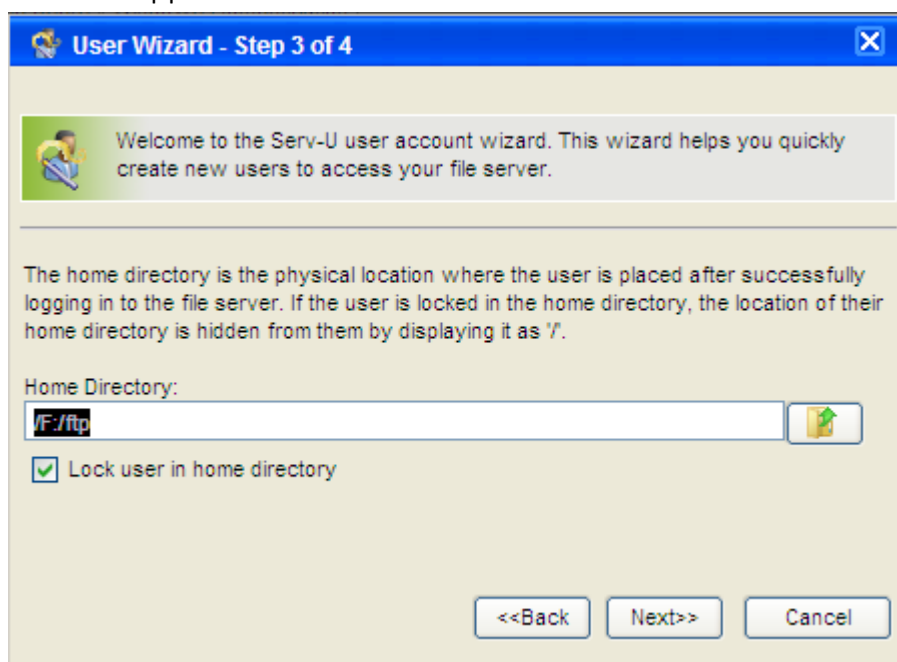 User Wizard - Step 3 of 4
Welcome to the Serv-U user account wizard. This wizard helps you quickly
create new users to access your file server.
The home directory is the physical location where the user is placed after successfully
logging in to the file server. If the user is locked in the home directory, the location of their
home directory is hidden from them by displaying it as '/'.
Home Directory:
/F:/ftp
Lock user in home directory
<<Back Next>> Cancel